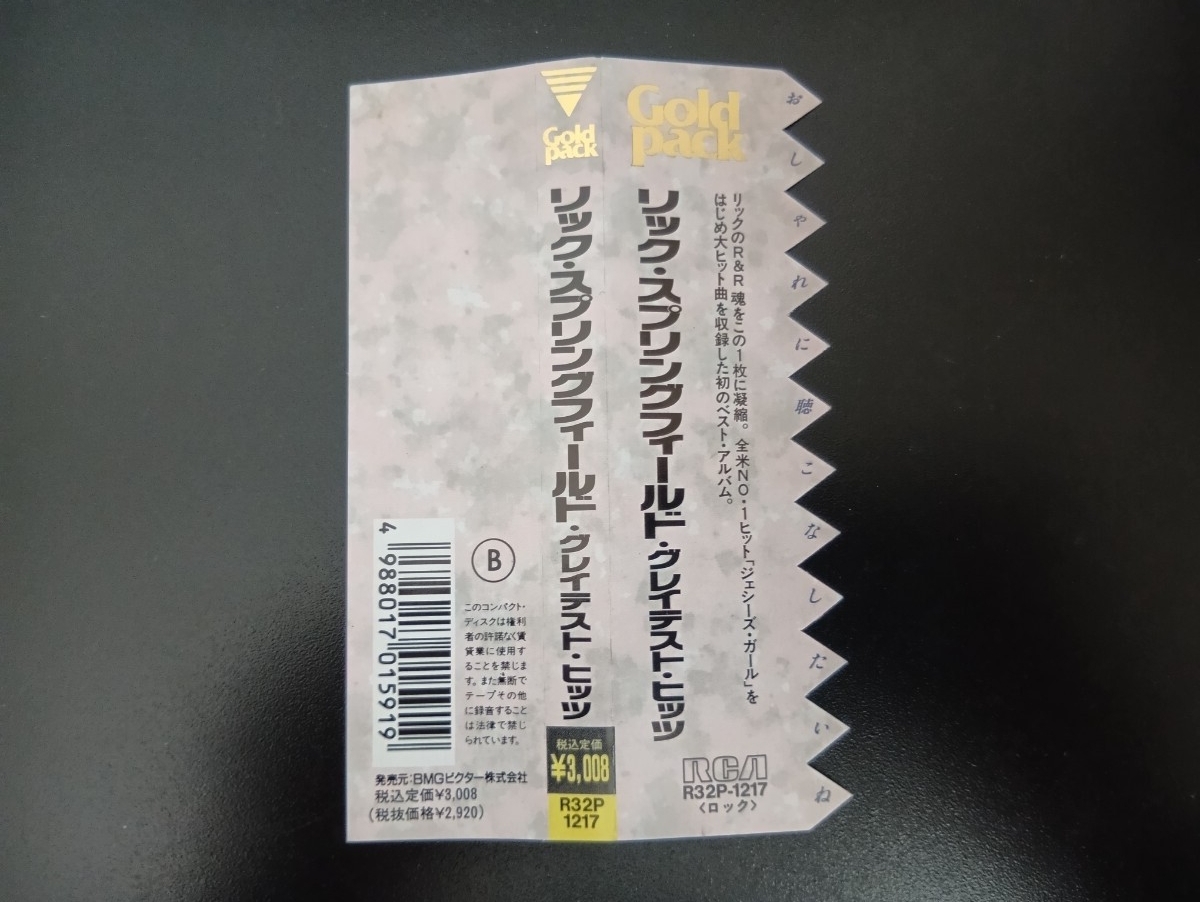 おしゃれに聴こなしたいね
Gold
pack
リックのR&R魂をこの1枚に凝縮。全米NO.1ヒット「ジェシーズ・ガール」を
はじめ大ヒット曲を収録した初のベスト・アルバム。
リック・スプリングフィールド・グレイテスト・ヒッツ
RCA
R32P-1217
〈ロック〉
Gold
pack
リック・スプリングフィールド・グレイテスト・ヒッツ
税込定価
¥3,008
R32P
1217
B
このコンパクト・
ディスクは権利
者の許諾なく賃
貸業に使用す
ることを禁じま
す。また無断で
テープその他
に録音すること
は法律で禁じ
られています。
4 988017 015919
発売元:BMGビクター株式会社
税込定価¥3,008
(税抜価格¥2,920)